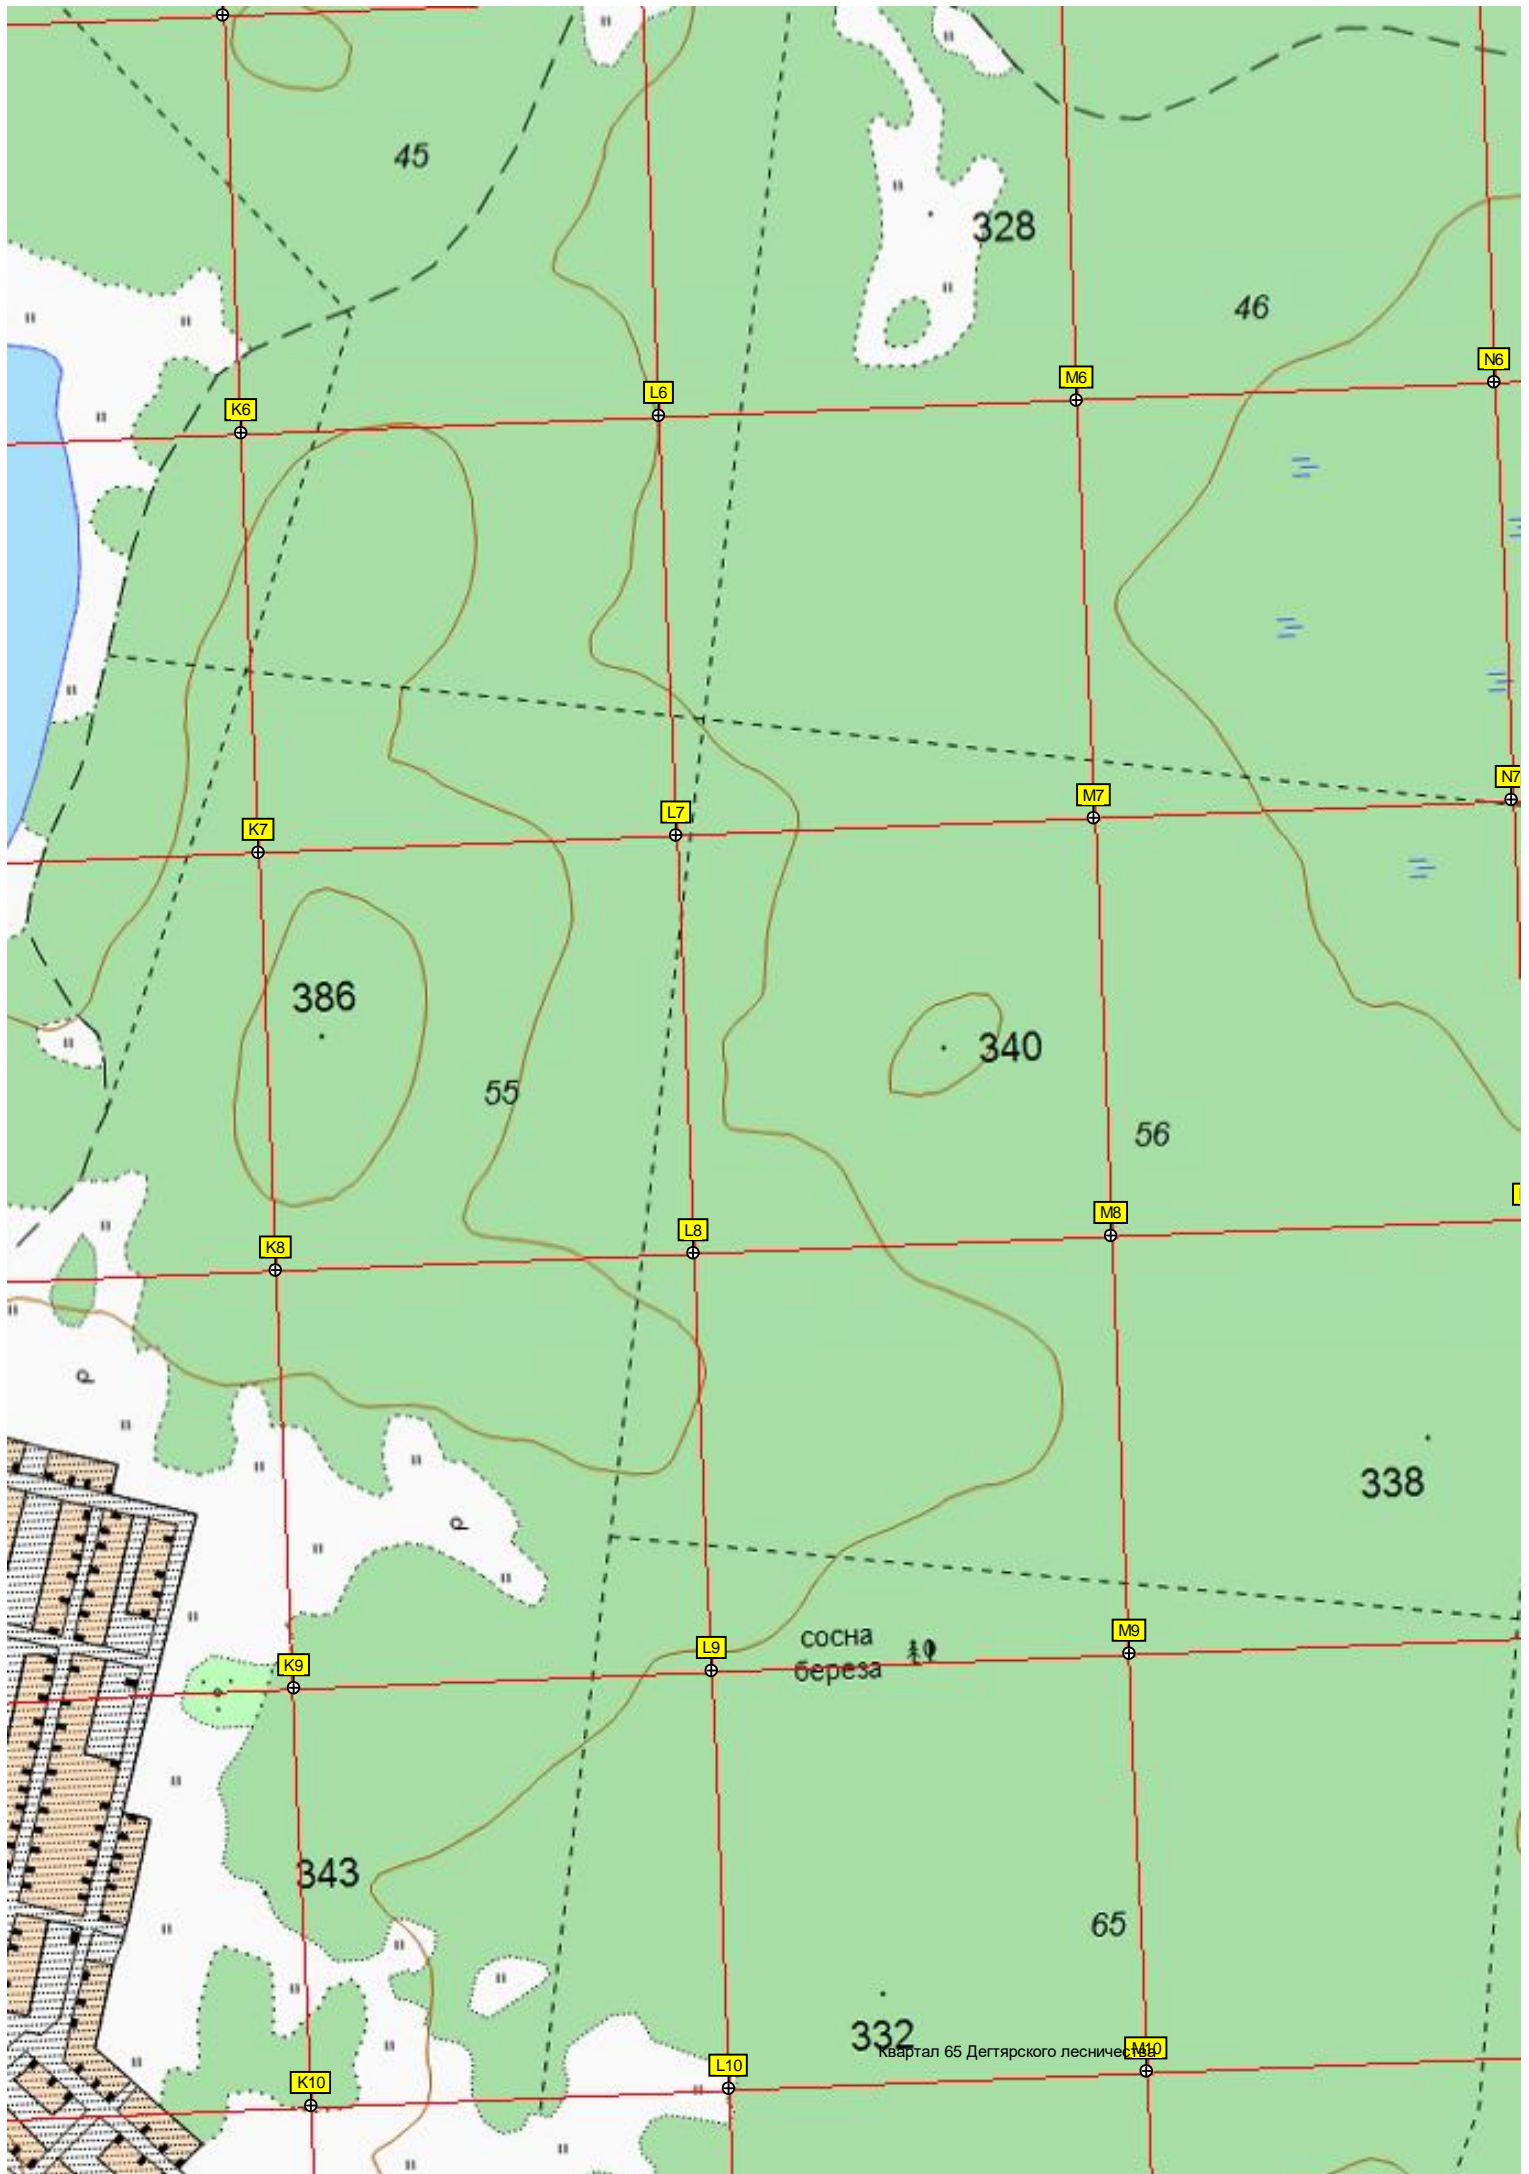 45
328
46
N6
M6
L6
K6
N7
M7
L7
K7
386
340
55
56
M8
L8
K8
р
338
р
сосна
береза
M9
L9
K9
343
65
332
Квартал 65 Дегтярского лесничества
M10
L10
K10